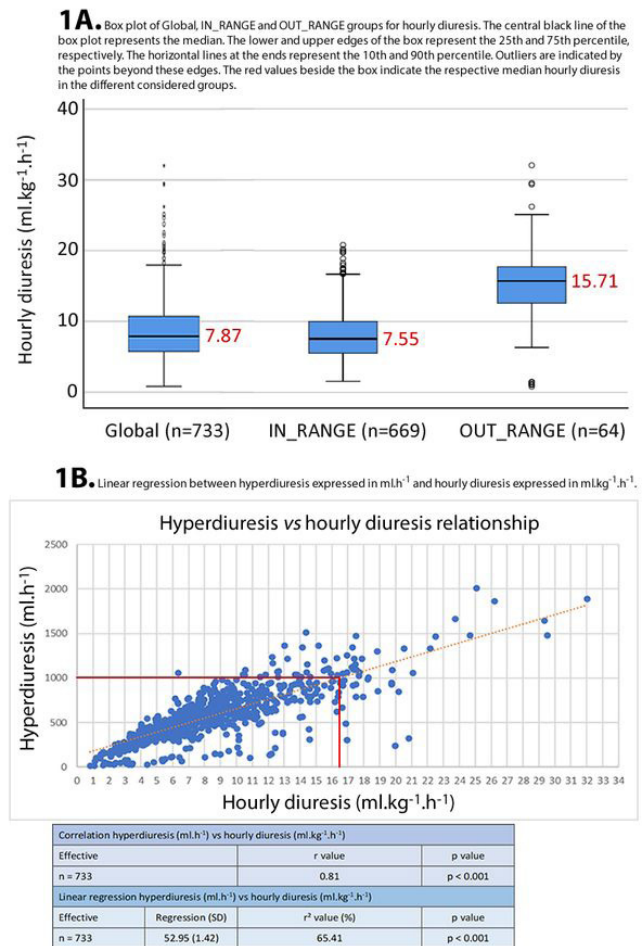 1A. Box plot of Global, IN_RANGE and OUT_RANGE groups for hourly diuresis. The central black line of the
box plot represents the median. The lower and upper edges of the box represent the 25th and 75th percentile,
respectively. The horizontal lines at the ends represent the 10th and 90th percentile. Outliers are indicated by
the points beyond these edges. The red values beside the box indicate the respective median hourly diuresis
in the different considered groups.
Hourly diuresis (ml.kg⁻¹.h⁻¹)
40
30
20
10
0
7.87
7.55
15.71
Global (n=733) IN_RANGE (n=669) OUT_RANGE (n=64)
1B. Linear regression between hyperdiuresis expressed in ml.h⁻¹ and hourly diuresis expressed in ml.kg⁻¹.h⁻¹.
Hyperdiuresis vs hourly diuresis relationship
Hyperdiuresis (ml.h⁻¹)
2500
2000
1500
1000
500
0
0 1 2 3 4 5 6 7 8 9 10 11 12 13 14 15 16 17 18 19 20 21 22 23 24 25 26 27 28 29 30 31 32 33 34
Hourly diuresis (ml.kg⁻¹.h⁻¹)
Correlation hyperdiuresis (ml.h⁻¹) vs hourly diuresis (ml.kg⁻¹.h⁻¹)
Effective r value p value
n = 733 0.81 p < 0.001
Linear regression hyperdiuresis (ml.h⁻¹) vs hourly diuresis (ml.kg⁻¹.h⁻¹)
Effective Regression (SD) r² value (%) p value
n = 733 52.95 (1.42) 65.41 p < 0.001